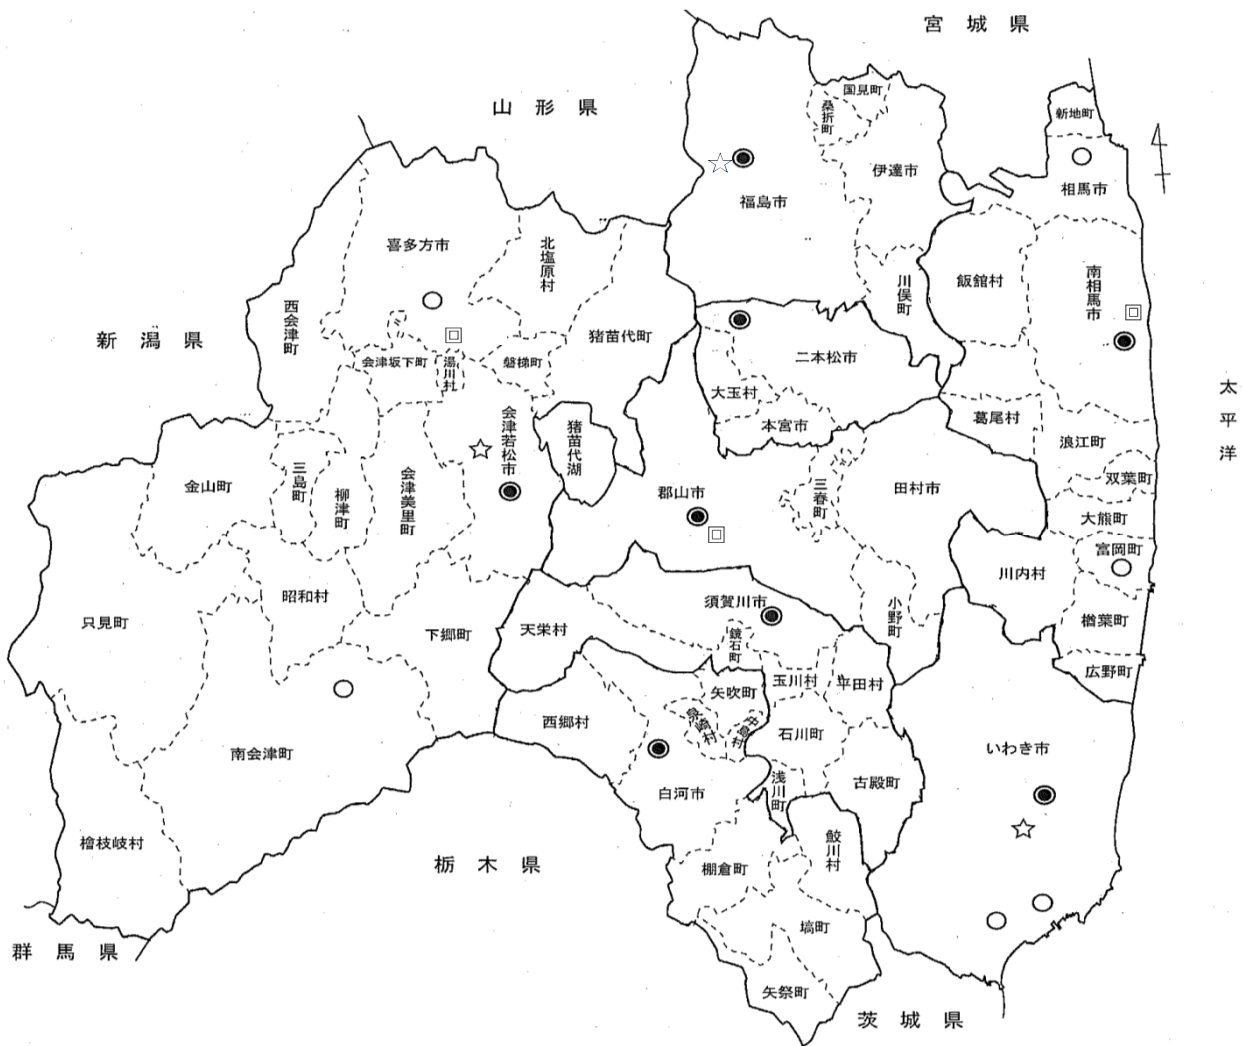 宮城県
山形県
国見町
桑折町
新地町
伊達市
相馬市
福島市
喜多方市
北塩原村
川俣町
飯舘村
南相馬市
西会津町
新潟県
猪苗代町
会津坂下町
湯川村
磐梯町
二本松市
太平洋
大玉村
本宮市
葛尾村
浪江町
会津若松市
猪苗代湖
三島町
金山町
柳津町
会津美里町
郡山市
三春町
田村市
双葉町
大熊町
富岡町
川内村
昭和村
只見町
下郷町
天栄村
須賀川市
鏡石町
小野町
楢葉町
広野町
玉川村
平田村
矢吹町
西郷村
泉崎村
中島村
石川町
南会津町
いわき市
白河市
浅川町
古殿町
檜枝岐村
栃木県
棚倉町
鮫川村
塙町
群馬県
矢祭町
茨城県